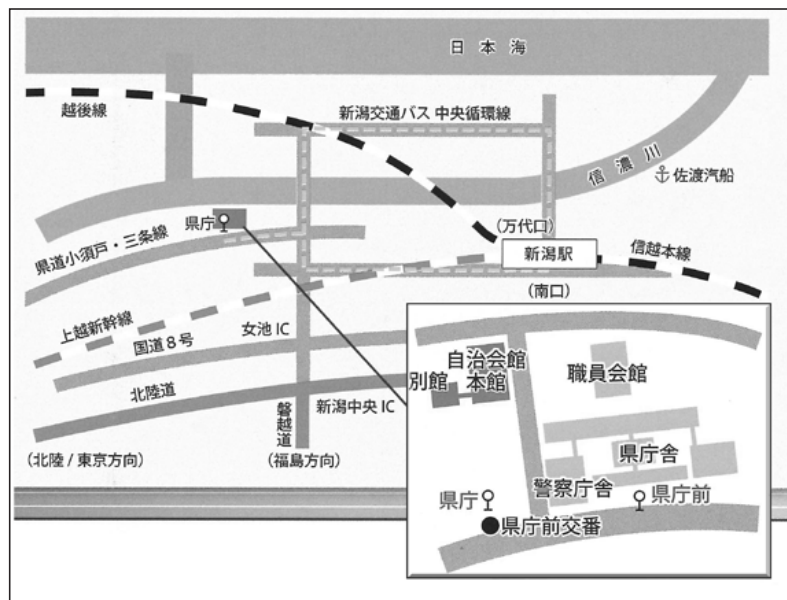 日本海
越後線
新潟交通バス 中央循環線
信濃川
佐渡汽船
県庁
県道小須戸・三条線
(万代口)
新潟駅
信越本線
(南口)
上越新幹線
国道8号
女池IC
北陸道
磐越道
新潟中央IC
(北陸/東京方向)
(福島方向)
自治会館
本館
別館
職員会館
県庁舎
警察庁舎
県庁
県庁前
県庁前交番